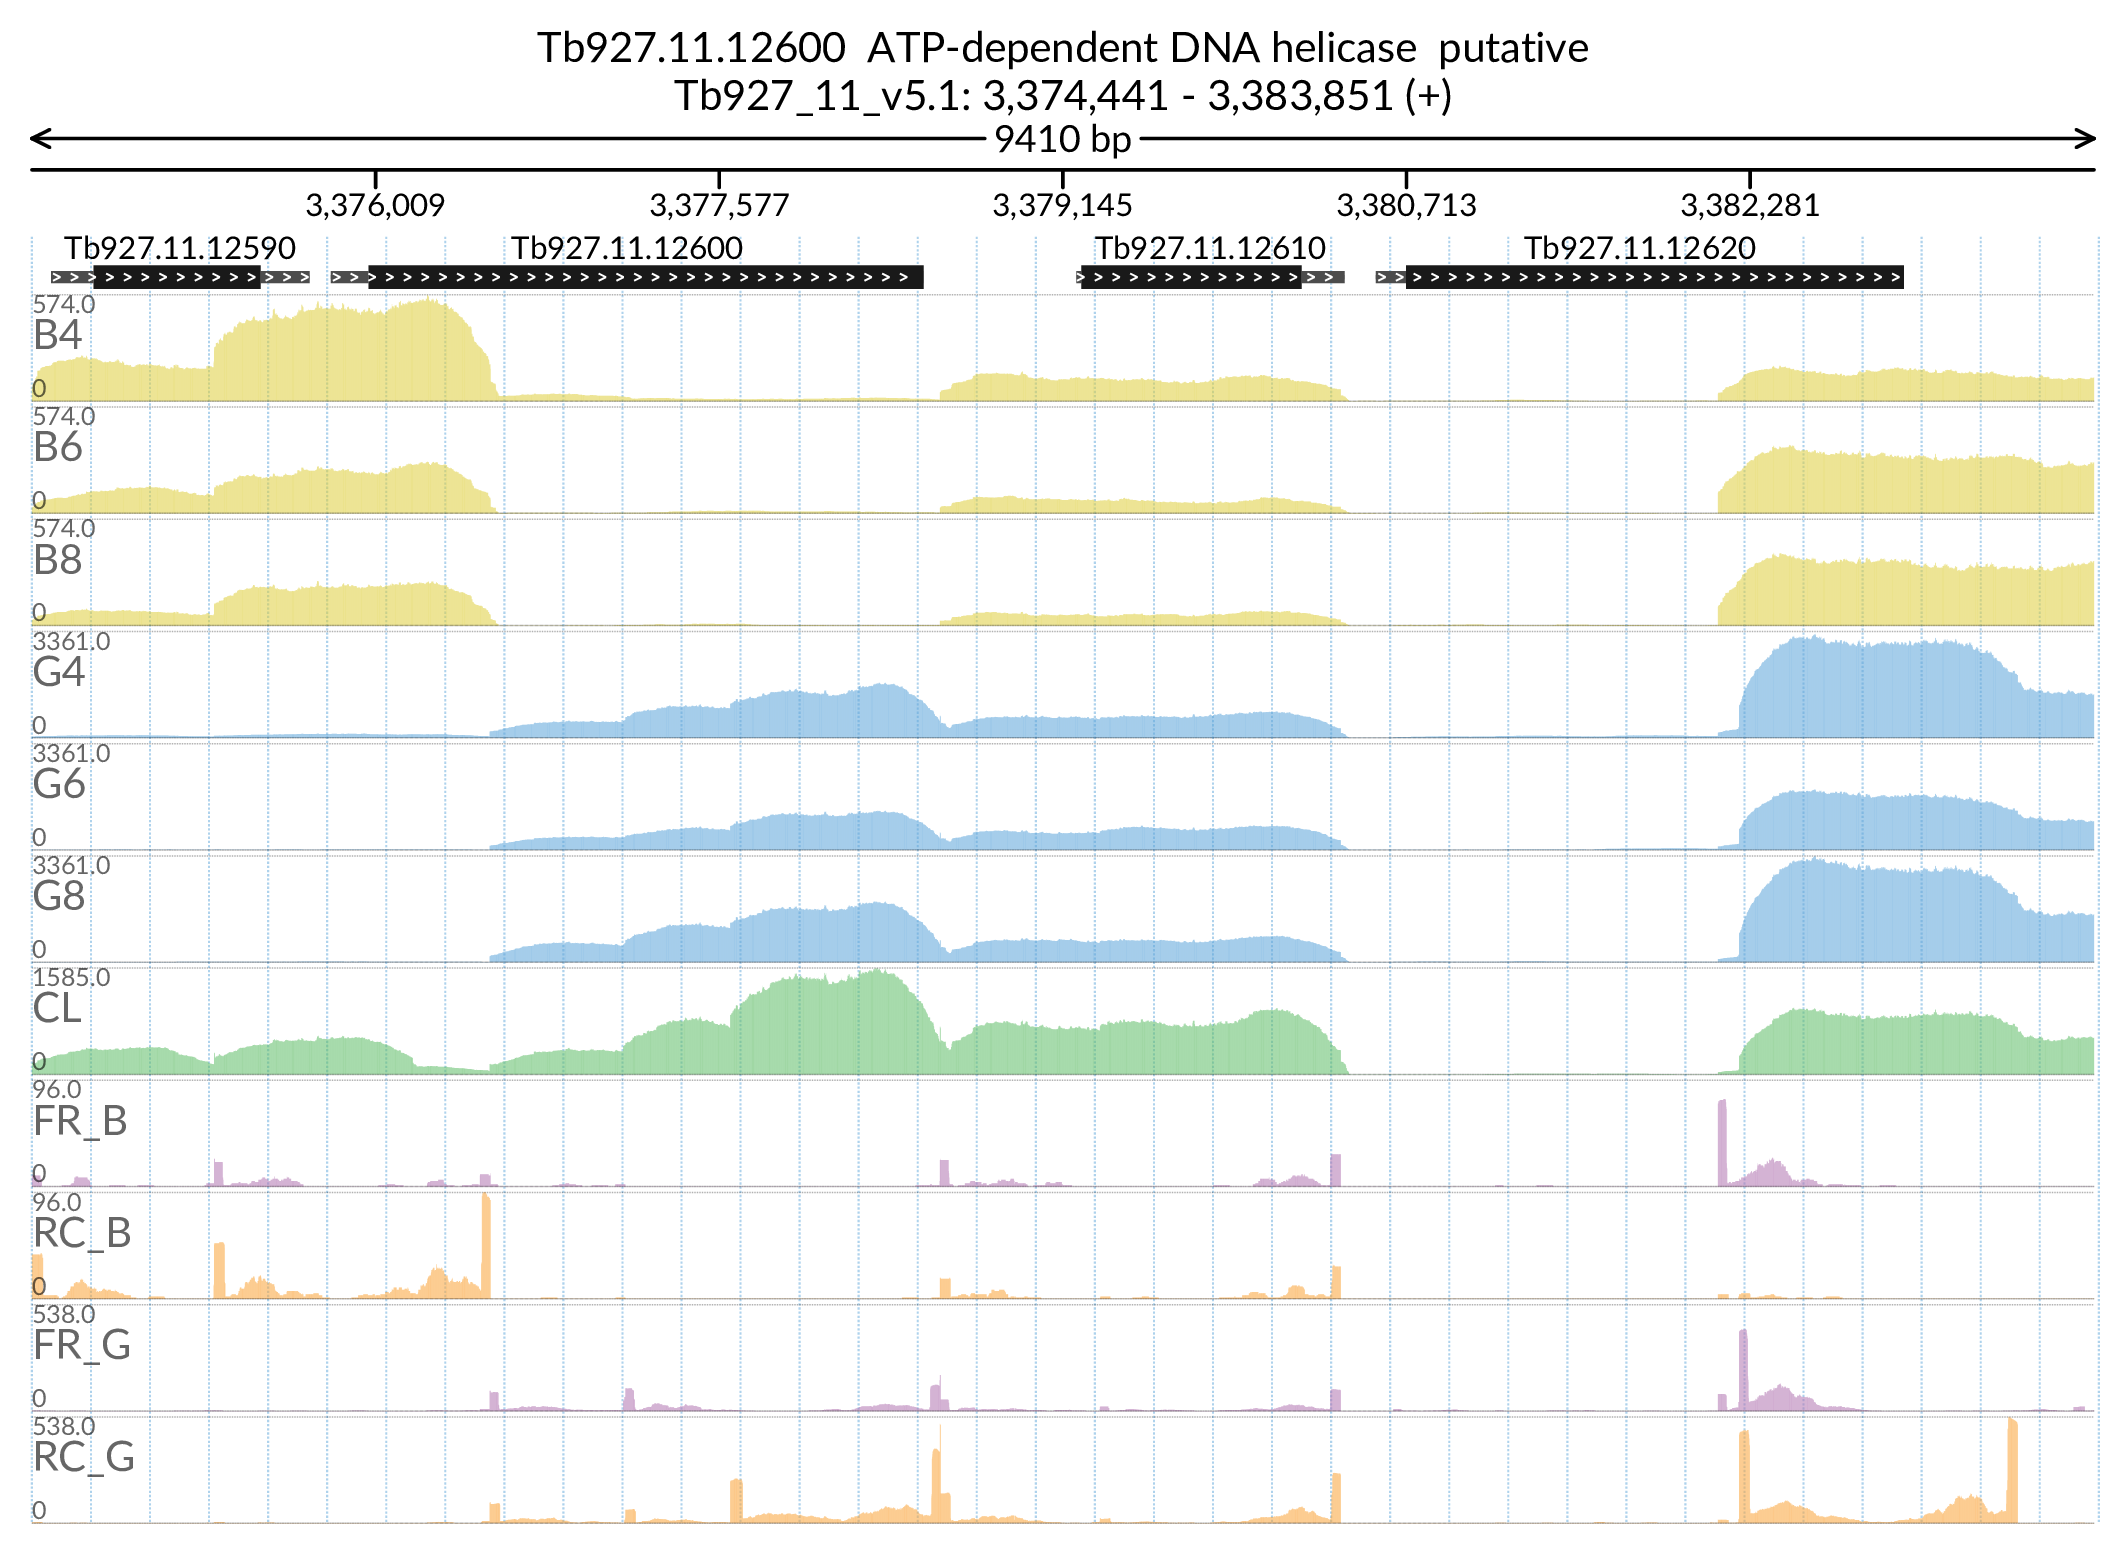 Tb927.11.12600 ATP-dependent DNA helicase putative
Tb927_11_v5.1: 3,374,441 - 3,383,851 (+)
9410 bp
3,376,009 3,377,577 3,379,145 3,380,713 3,382,281
Tb927.11.12590 Tb927.11.12600 Tb927.11.12610 Tb927.11.12620
574.0
B4
0
574.0
B6
0
574.0
B8
0
3361.0
G4
0
3361.0
G6
0
3361.0
G8
0
1585.0
CL
0
96.0
FR_B
0
96.0
RC_B
0
538.0
FR_G
0
538.0
RC_G
0